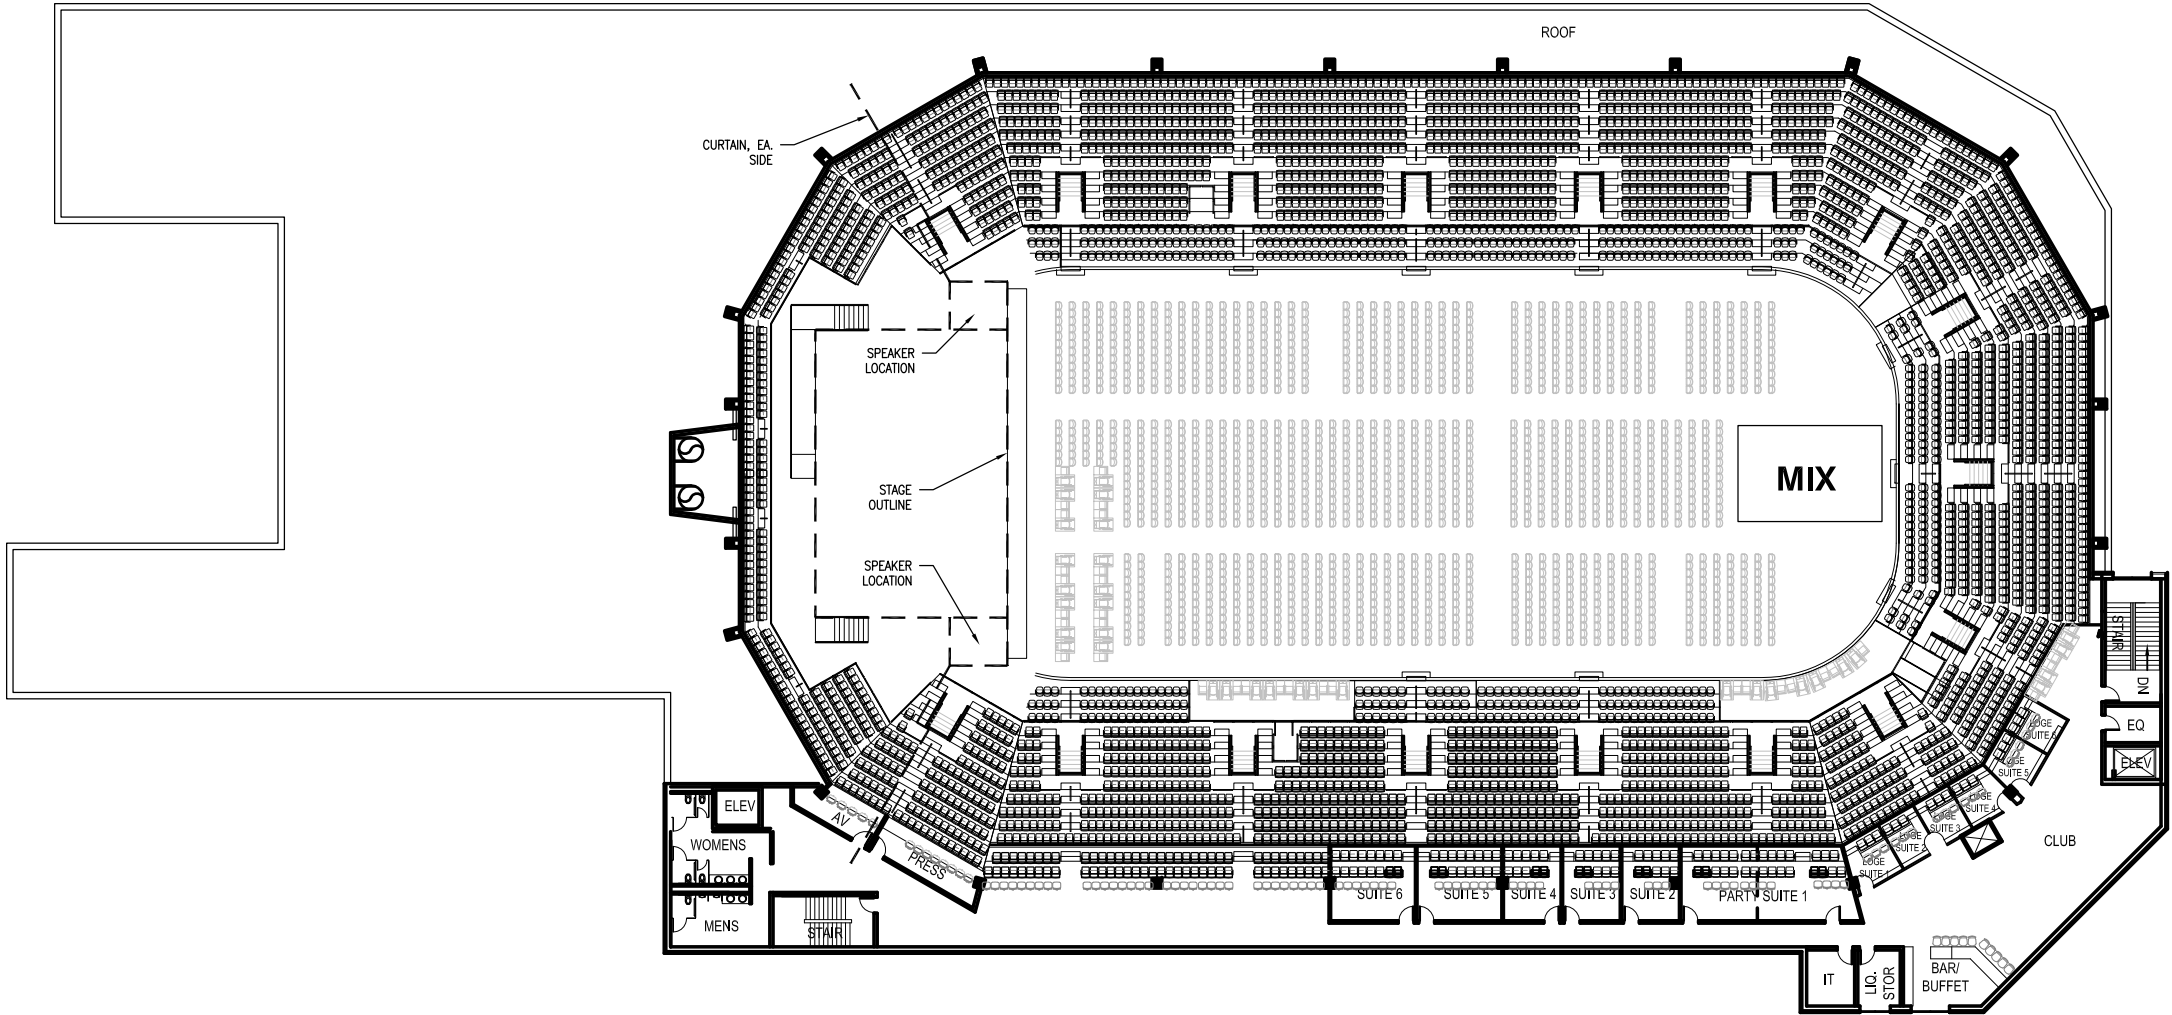 ROOF
CURTAIN, EA.
SIDE
SPEAKER
LOCATION
STAGE
OUTLINE
MIX
SPEAKER
LOCATION
STAIR
DN
EQ
ELEV
LOGE
SUITE 6
LOGE
SUITE 5
LOGE
SUITE 4
LOGE
SUITE 3
LOGE
SUITE 2
LOGE
SUITE 1
CLUB
ELEV
AV
WOMENS
PRESS
MENS
STAIR
SUITE 6
SUITE 5
SUITE 4
SUITE 3
SUITE 2
PARTY SUITE 1
IT
LIQ.
STOR
BAR/
BUFFET